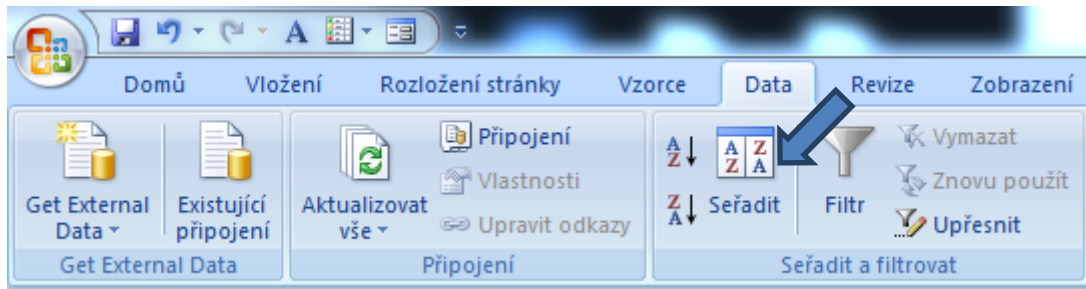 A
Domů Vložení Rozložení stránky Vzorce Data Revize Zobrazení
Get External Data
Existující připojení
Aktualizovat vše
Připojení
Vlastnosti
Upravit odkazy
A Z
Z A
A Z
Z A
Seřadit
Filtr
Vymazat
Znovu použít
Upřesnit
Get External Data
Připojení
Seřadit a filtrovat